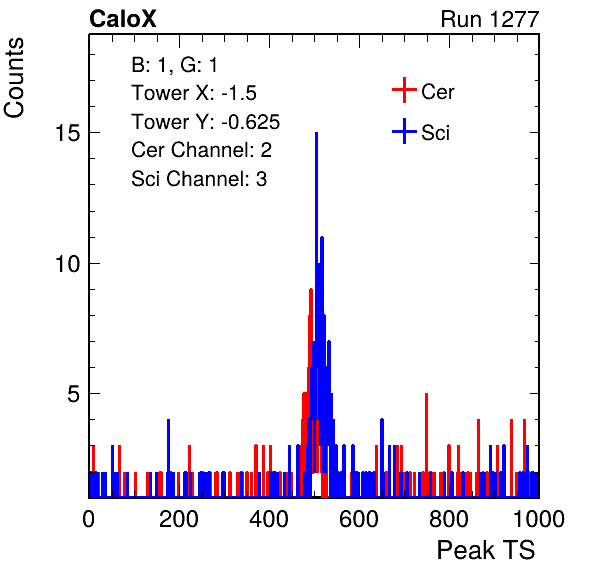 CaloX
Run 1277
Counts
B: 1, G: 1
Tower X: -1.5
Tower Y: -0.625
Cer Channel: 2
Sci Channel: 3
Cer
Sci
15
10
5
0 200 400 600 800 1000
Peak TS